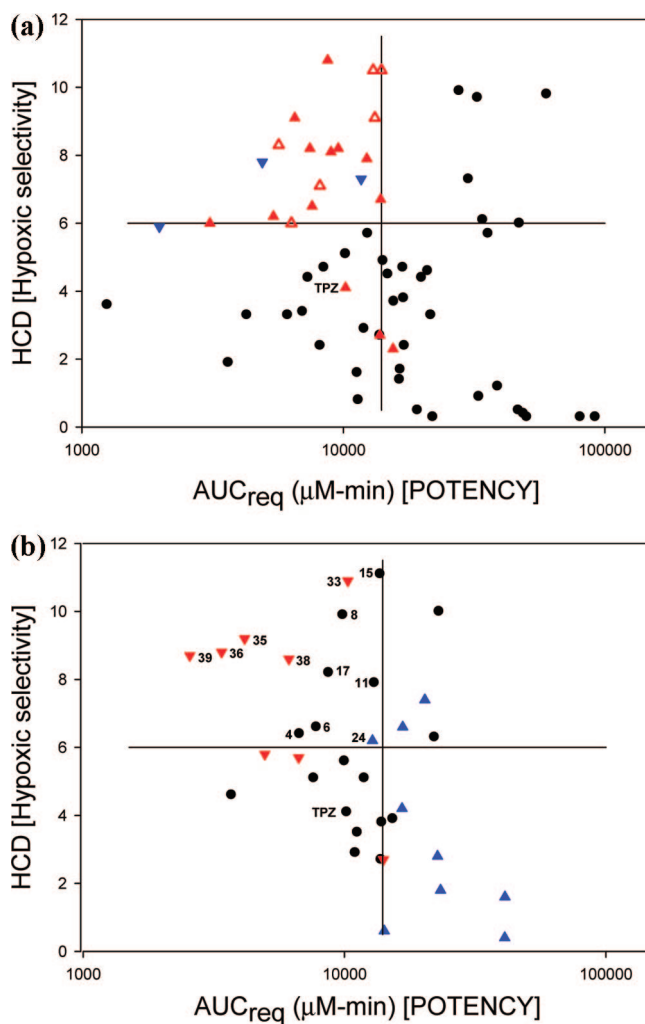 (a)
12
10
8
6
4
2
0
HCD [Hypoxic selectivity]
TPZ
1000 10000 100000
AUCreq (μM-min) [POTENCY]
(b)
12
10
8
6
4
2
0
HCD [Hypoxic selectivity]
33 15
8
35
39 36 38
17
11
4 6
24
TPZ
1000 10000 100000
AUCreq (μM-min) [POTENCY]